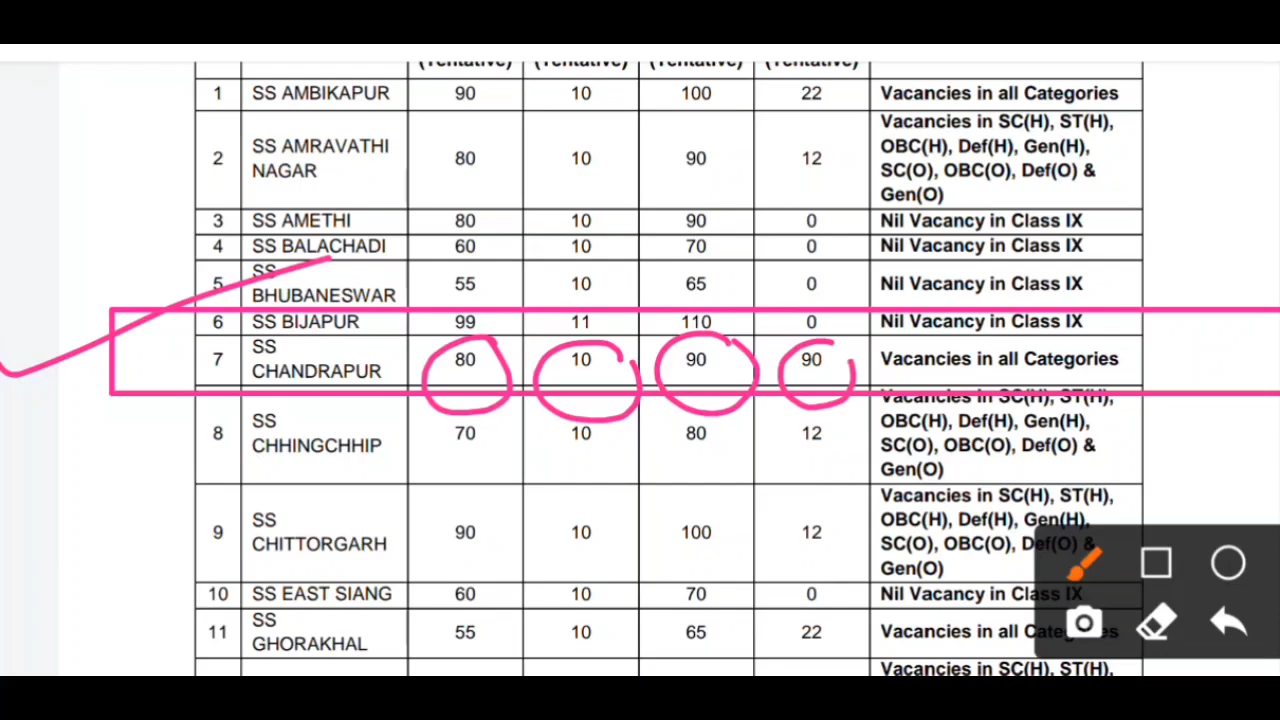 (Tentative) (Tentative) (Tentative) (Tentative)
1 SS AMBIKAPUR 90 10 100 22 Vacancies in all Categories
2 SS AMRAVATHI NAGAR 80 10 90 12 Vacancies in SC(H), ST(H),
OBC(H), Def(H), Gen(H),
SC(O), OBC(O), Def(O) &
Gen(O)
3 SS AMETHI 80 10 90 0 Nil Vacancy in Class IX
4 SS BALACHADI 60 10 70 0 Nil Vacancy in Class IX
5 SS BHUBANESWAR 55 10 65 0 Nil Vacancy in Class IX
6 SS BIJAPUR 99 11 110 0 Nil Vacancy in Class IX
7 SS CHANDRAPUR 80 10 90 90 Vacancies in all Categories
8 SS CHHINGCHHIP 70 10 80 12 Vacancies in SC(H), ST(H),
OBC(H), Def(H), Gen(H),
SC(O), OBC(O), Def(O) &
Gen(O)
9 SS CHITTORGARH 90 10 100 12 Vacancies in SC(H), ST(H),
OBC(H), Def(H), Gen(H),
SC(O), OBC(O), Def(O) &
Gen(O)
10 SS EAST SIANG 60 10 70 0 Nil Vacancy in Class IX
11 SS GHORAKHAL 55 10 65 22 Vacancies in all Categories
Vacancies in SC(H), ST(H),